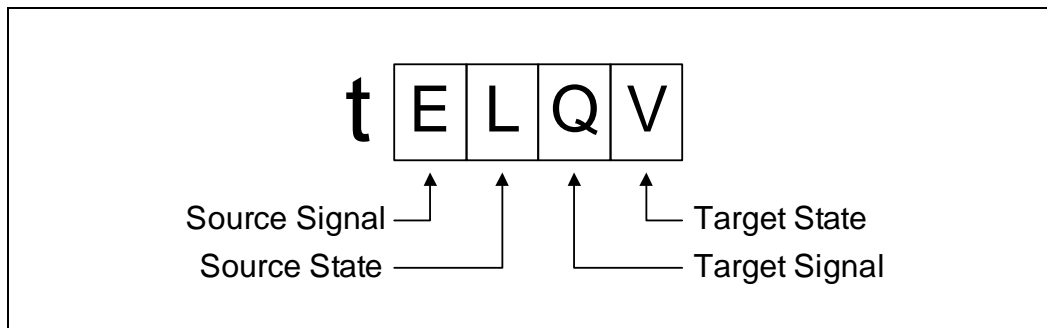 t E L Q V
Source Signal Target State
Source State Target Signal